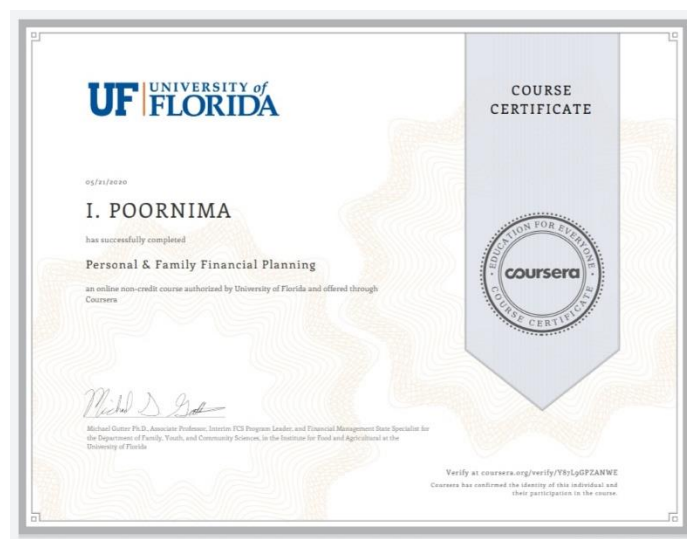 UF UNIVERSITY of
FLORIDA
COURSE
CERTIFICATE
05/21/2020
I. POORNIMA
has successfully completed
Personal & Family Financial Planning
an online non-credit course authorized by University of Florida and offered through
Coursera
EDUCATION FOR EVERYONE
coursera
COURSE CERTIFICATE
Michael Gutter Ph.D., Associate Professor, Interim FCS Program Leader, and Financial Management State Specialist for
the Department of Family, Youth, and Community Sciences, in the Institute for Food and Agricultural at the
University of Florida
Verify at coursera.org/verify/Y87L9GPZANWE
Coursera has confirmed the identity of this individual and
their participation in the course.